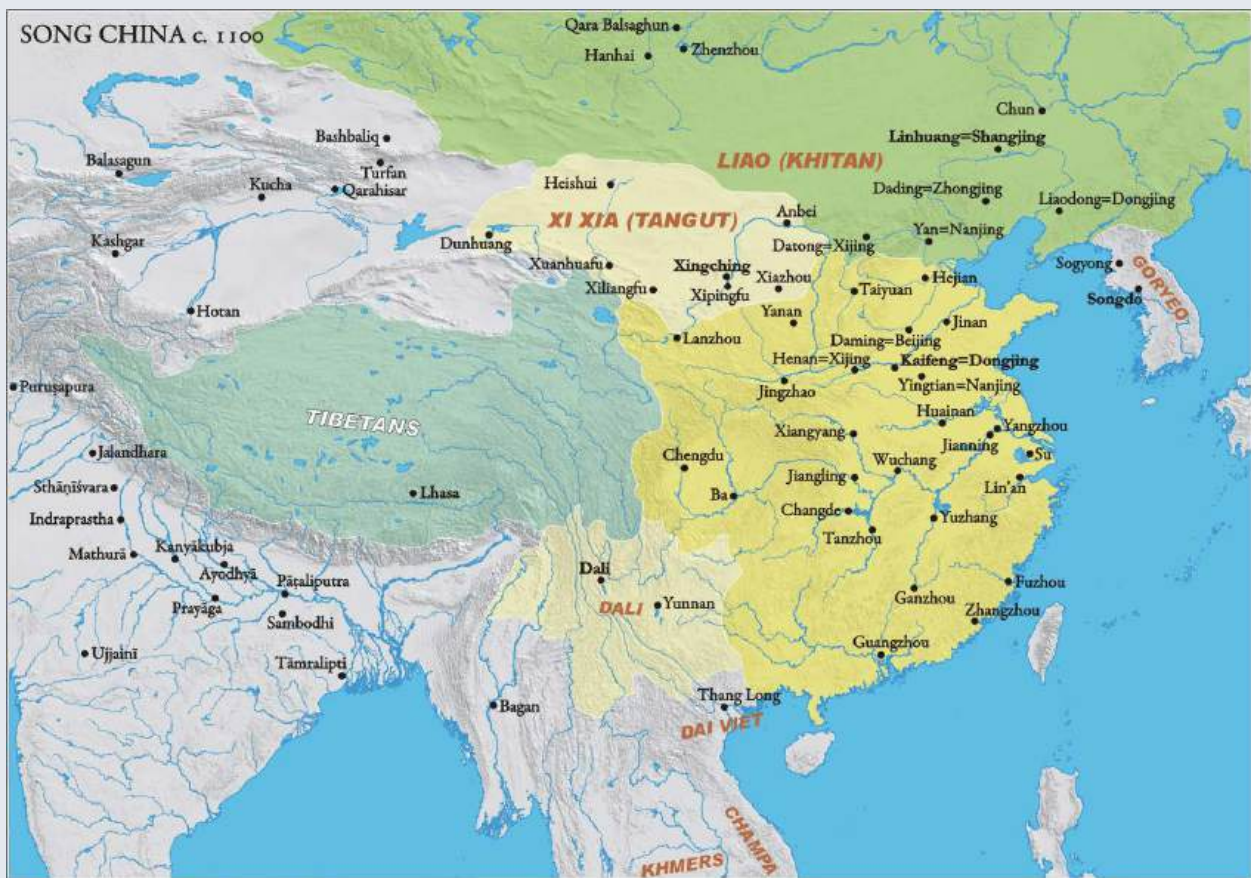 SONG CHINA c. 1100
Qara Balsaghun
Zhenzhou
Hanhai
Chun
Bashbaliq
Linhuang=Shangjing
Balasagun
Turfan
LIAO (KHITAN)
Kucha
Qarahisar
Heishui
Dading=Zhongjing
Liaodong=Dongjing
XI XIA (TANGUT)
Anbei
Kashgar
Dunhuang
Datong=Xijing
Yan=Nanjing
Xuanhuafu
Xingching
Xiazhou
Hejian
Sogyong
GORYEO
Xiliangfu
Xipingfu
Taiyuan
Songdo
Hotan
Yanan
Jinan
Lanzhou
Daming=Beijing
Henan=Xijing
Kaifeng=Dongjing
Puruṣapura
Jingzhao
Yingtian=Nanjing
TIBETANS
Huainan
Yangzhou
Xiangyang
Jianning
Jalandhara
Chengdu
Wuchang
Su
Sthāṇīśvara
Lhasa
Ba
Jiangling
Lin'an
Indraprastha
Changde
Yuzhang
Mathurā
Kanyākubja
Tanzhou
Ayodhyā
Dali
Pāṭaliputra
Fuzhou
Prayāga
DALI
Yunnan
Ganzhou
Sambodhi
Zhangzhou
Ujjainī
Guangzhou
Tāmralipti
Bagan
Thang Long
DAI VIET
CHAMPA
KHMERS